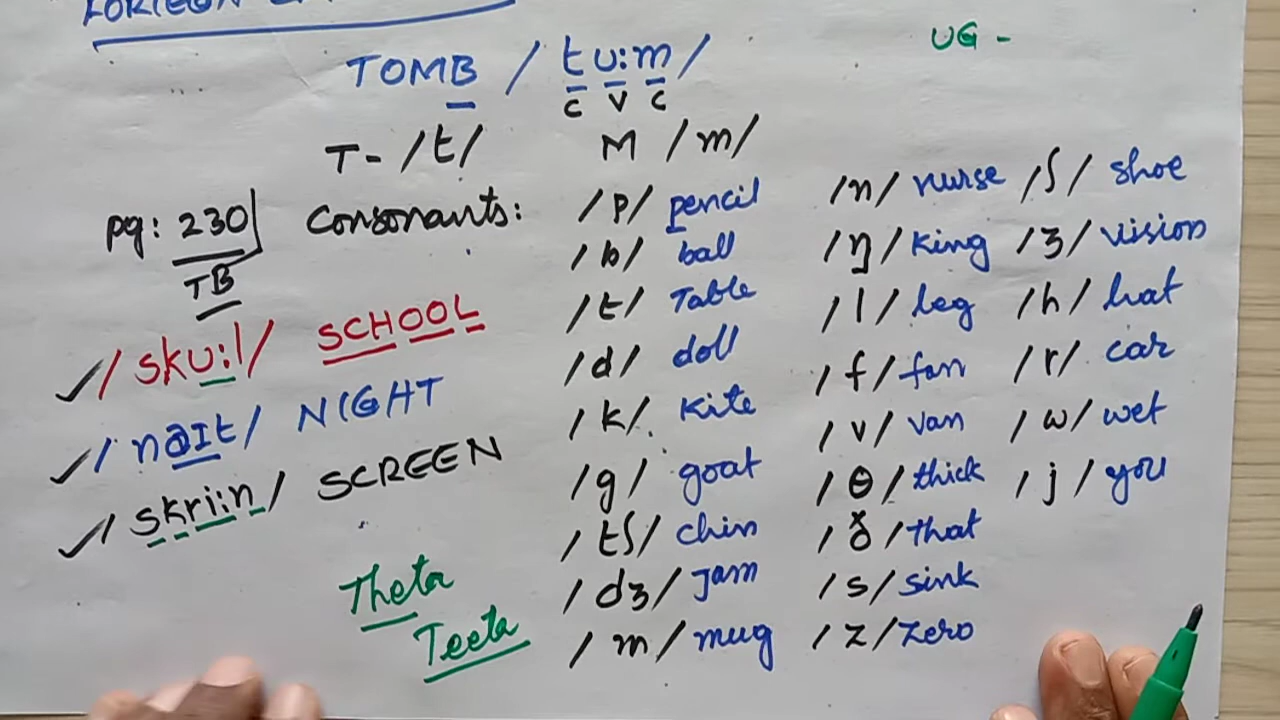 UG -
TOMB / tu:m /
C V C
T - /t/ M /m/
pg: 230
TB
Consonants:
/sku:l/ SCHOOL
/naɪt/ NIGHT
/skri:n/ SCREEN
Theta
Teeta
/p/ pencil
/b/ ball
/t/ Table
/d/ doll
/k/ Kite
/g/ goat
/tʃ/ chin
/dʒ/ Jam
/m/ mug
/n/ nurse
/ŋ/ King
/l/ leg
/f/ fan
/v/ van
/θ/ thick
/ð/ that
/s/ sink
/z/ Zero
/ʃ/ shoe
/ʒ/ vision
/h/ hat
/r/ car
/w/ wet
/j/ you